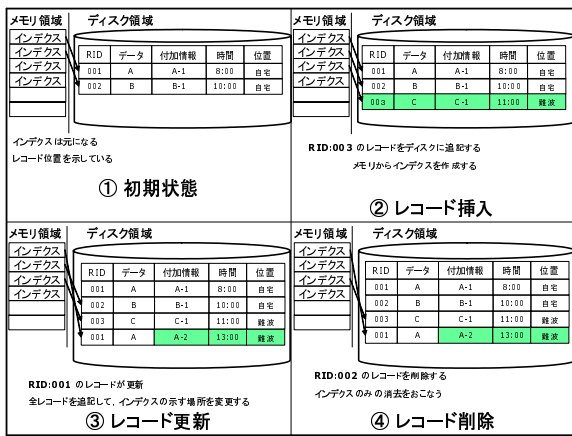 メモリ領域 ディスク領域
インデクス
インデクス
インデクス
インデクス
RID データ 付加情報 時間 位置
001 A A-1 8:00 自宅
002 B B-1 10:00 自宅
インデクスは元になる
レコード位置を示している
① 初期状態
メモリ領域 ディスク領域
インデクス
インデクス
インデクス
インデクス
RID データ 付加情報 時間 位置
001 A A-1 8:00 自宅
002 B B-1 10:00 自宅
003 C C-1 11:00 難波
RID:003 のレコードをディスクに追記する
メモリからインデクスを作成する
② レコード挿入
メモリ領域 ディスク領域
インデクス
インデクス
インデクス
インデクス
RID データ 付加情報 時間 位置
001 A A-1 8:00 自宅
002 B B-1 10:00 自宅
003 C C-1 11:00 難波
001 A A-2 13:00 難波
RID:001 のレコードが更新
全レコードを追記して，インデクスの示す場所を変更する
③ レコード更新
メモリ領域 ディスク領域
インデクス
インデクス
インデクス
インデクス
RID データ 付加情報 時間 位置
001 A A-1 8:00 自宅
002 B B-1 10:00 自宅
003 C C-1 11:00 難波
001 A A-2 13:00 難波
RID:002 のレコードを削除する
インデクスのみの消去をおこなう
④ レコード削除